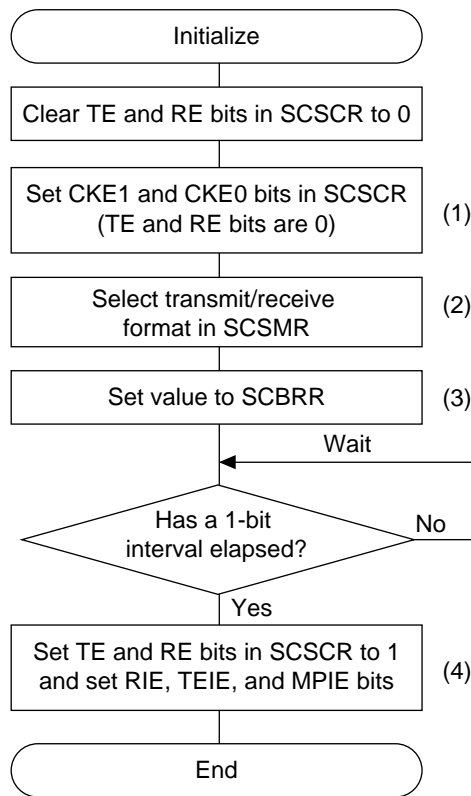 Initialize
Clear TE and RE bits in SCSCR to 0
Set CKE1 and CKE0 bits in SCSCR
(TE and RE bits are 0)
(1)
Select transmit/receive
format in SCSMR
(2)
Set value to SCBRR
(3)
Wait
Has a 1-bit
interval elapsed?
No
Yes
Set TE and RE bits in SCSCR to 1
and set RIE, TEIE, and MPIE bits
(4)
End